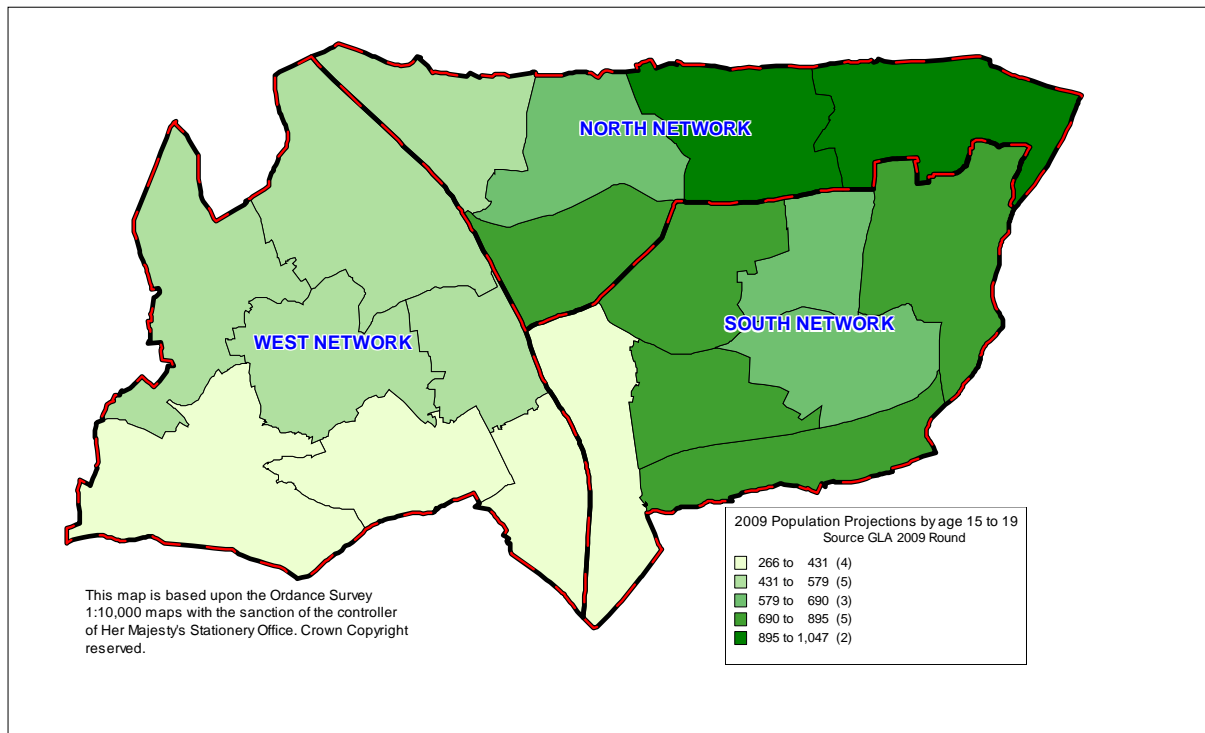 NORTH NETWORK
SOUTH NETWORK
WEST NETWORK
2009 Population Projections by age 15 to 19
Source GLA 2009 Round
266 to 431 (4)
431 to 579 (5)
579 to 690 (3)
690 to 895 (5)
895 to 1,047 (2)
This map is based upon the Ordance Survey
1:10,000 maps with the sanction of the controller
of Her Majesty's Stationery Office. Crown Copyright
reserved.